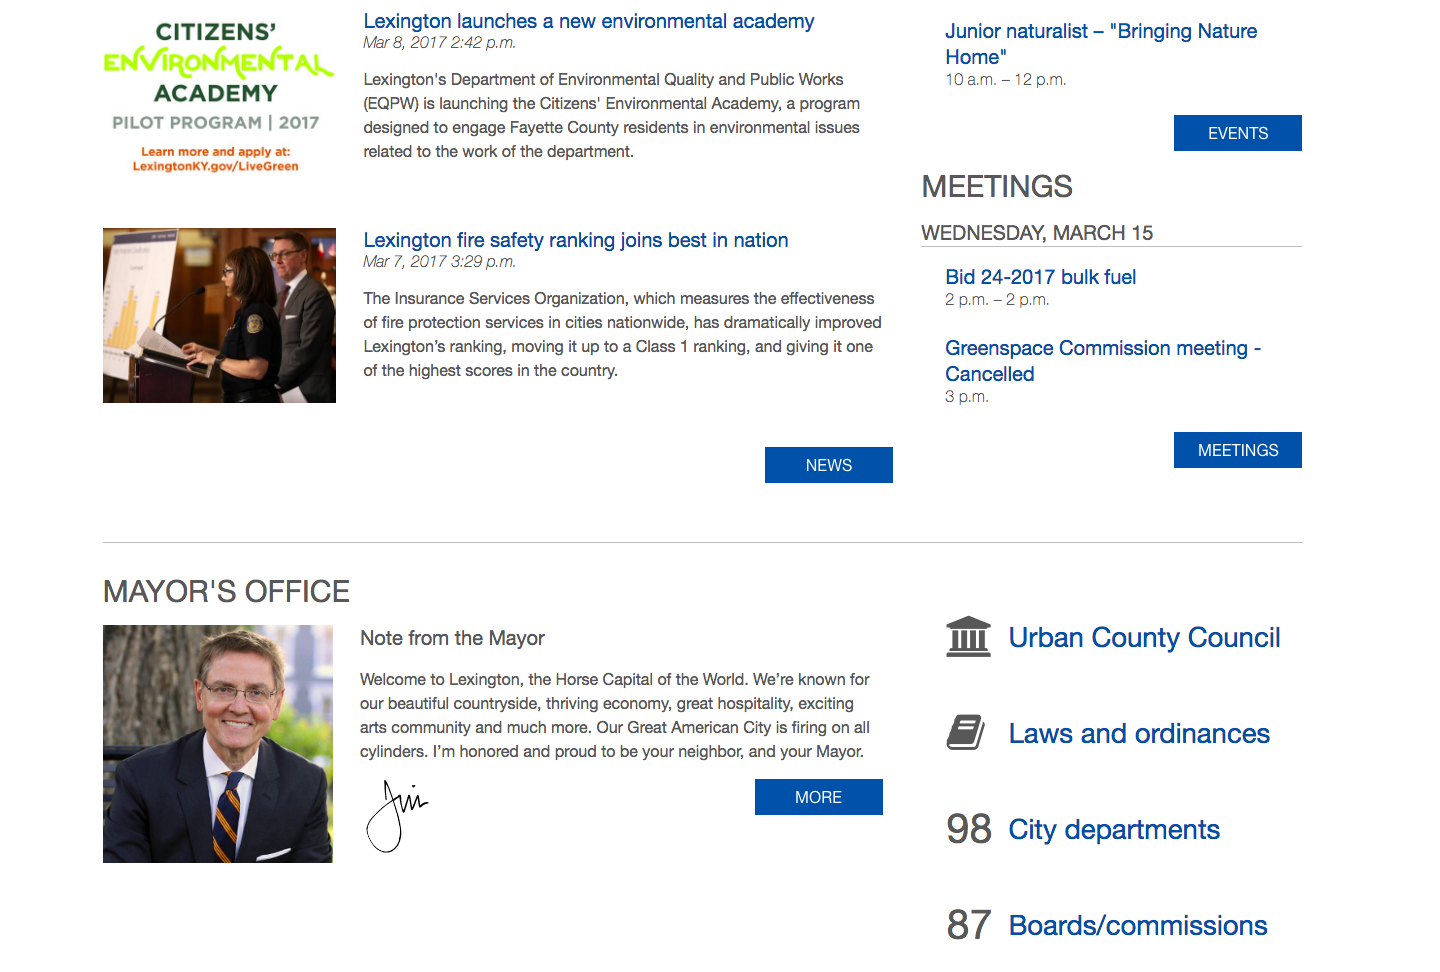 CITIZENS'
ENVIRONMENTAL
ACADEMY
PILOT PROGRAM | 2017
Learn more and apply at:
LexingtonKY.gov/LiveGreen
Lexington launches a new environmental academy
Mar 8, 2017 2:42 p.m.
Lexington's Department of Environmental Quality and Public Works
(EQPW) is launching the Citizens' Environmental Academy, a program
designed to engage Fayette County residents in environmental issues
related to the work of the department.
Lexington fire safety ranking joins best in nation
Mar 7, 2017 3:29 p.m.
The Insurance Services Organization, which measures the effectiveness
of fire protection services in cities nationwide, has dramatically improved
Lexington’s ranking, moving it up to a Class 1 ranking, and giving it one
of the highest scores in the country.
NEWS
Junior naturalist – "Bringing Nature
Home"
10 a.m. – 12 p.m.
EVENTS
MEETINGS
WEDNESDAY, MARCH 15
Bid 24-2017 bulk fuel
2 p.m. – 2 p.m.
Greenspace Commission meeting -
Cancelled
3 p.m.
MEETINGS
MAYOR'S OFFICE
Note from the Mayor
Welcome to Lexington, the Horse Capital of the World. We’re known for
our beautiful countryside, thriving economy, great hospitality, exciting
arts community and much more. Our Great American City is firing on all
cylinders. I’m honored and proud to be your neighbor, and your Mayor.
Jim
MORE
Urban County Council
Laws and ordinances
98 City departments
87 Boards/commissions